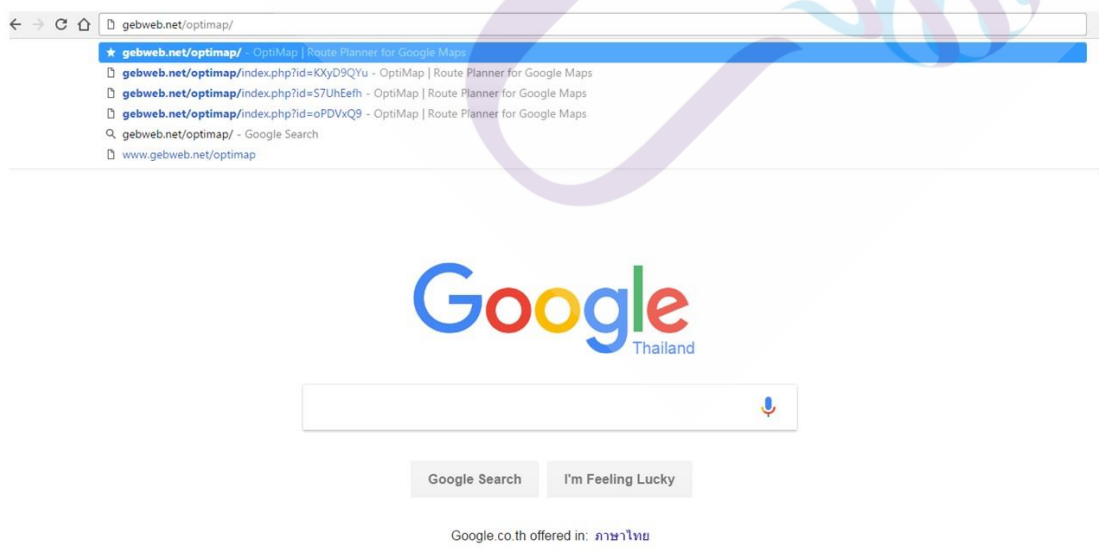 gebweb.net/optimap/
gebweb.net/optimap/ - OptiMap | Route Planner for Google Maps
gebweb.net/optimap/index.php?id=KXyD9QYu - OptiMap | Route Planner for Google Maps
gebweb.net/optimap/index.php?id=S7UhEefh - OptiMap | Route Planner for Google Maps
gebweb.net/optimap/index.php?id=oPDVxQ9 - OptiMap | Route Planner for Google Maps
gebweb.net/optimap/ - Google Search
www.gebweb.net/optimap
Google
Thailand
Google Search I'm Feeling Lucky
Google.co.th offered in: ภาษาไทย